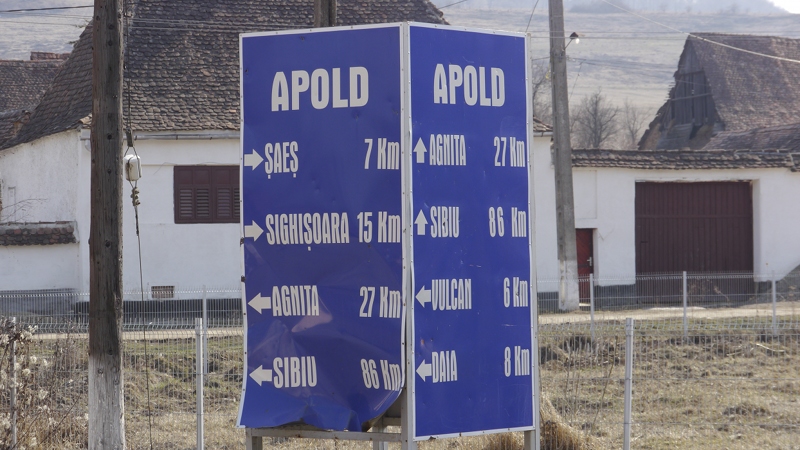 APOLD
→ ȘAEȘ 7 Km
→ SIGHIȘOARA 15 Km
← AGNITA 27 Km
← SIBIU 86 Km
APOLD
↑ AGNITA 27 Km
↑ SIBIU 86 Km
← VULCAN 6 Km
← DAIA 8 Km